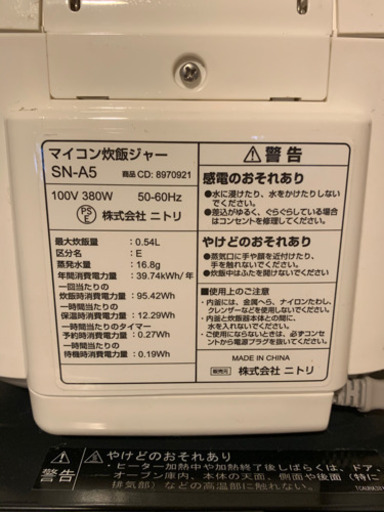 マイコン炊飯ジャー
SN-A5 商品CD: 8970921
100V 380W 50-60Hz
PSE 株式会社 ニトリ
最大炊飯量 : 0.54L
区分名 : E
蒸発水量 : 16.8g
年間消費電力量 : 39.74kWh/年
一回当たりの
炊飯時消費電力量 : 95.42Wh
一時間当たりの
保温時消費電力量 : 12.29Wh
一時間当たりのタイマー
予約時消費電力量 : 0.27Wh
一時間当たりの
待機時消費電力量 : 0.19Wh
⚠警告
感電のおそれあり
●水に浸けたり、水をかけたりしない
でください。
●差込がゆるく、ぐらぐらしている場合
はコンセントを修理してください。
やけどのおそれあり
●蒸気口に手や顔を近付けたり、
手を触れないでください。
●炊飯中はふたを開けないでください。
■使用上のご注意
・内釜には、金属へら、ナイロンたわし、
クレンザーなどを使用しないでください。
・内釜と炊飯器本体との間に、
水を入れないでください。
・ご使用にならないときは、必ずコンセ
ントから電源プラグを抜いてください。
MADE IN CHINA
販売元 株式会社 ニトリ
⚠警告
やけどのおそれあり
・ヒーター加熱中や加熱終了後しばらくは、ドア、
オーブン庫内、本体の天面、側面や後面(特に
排気部)などの高温部に触れない。